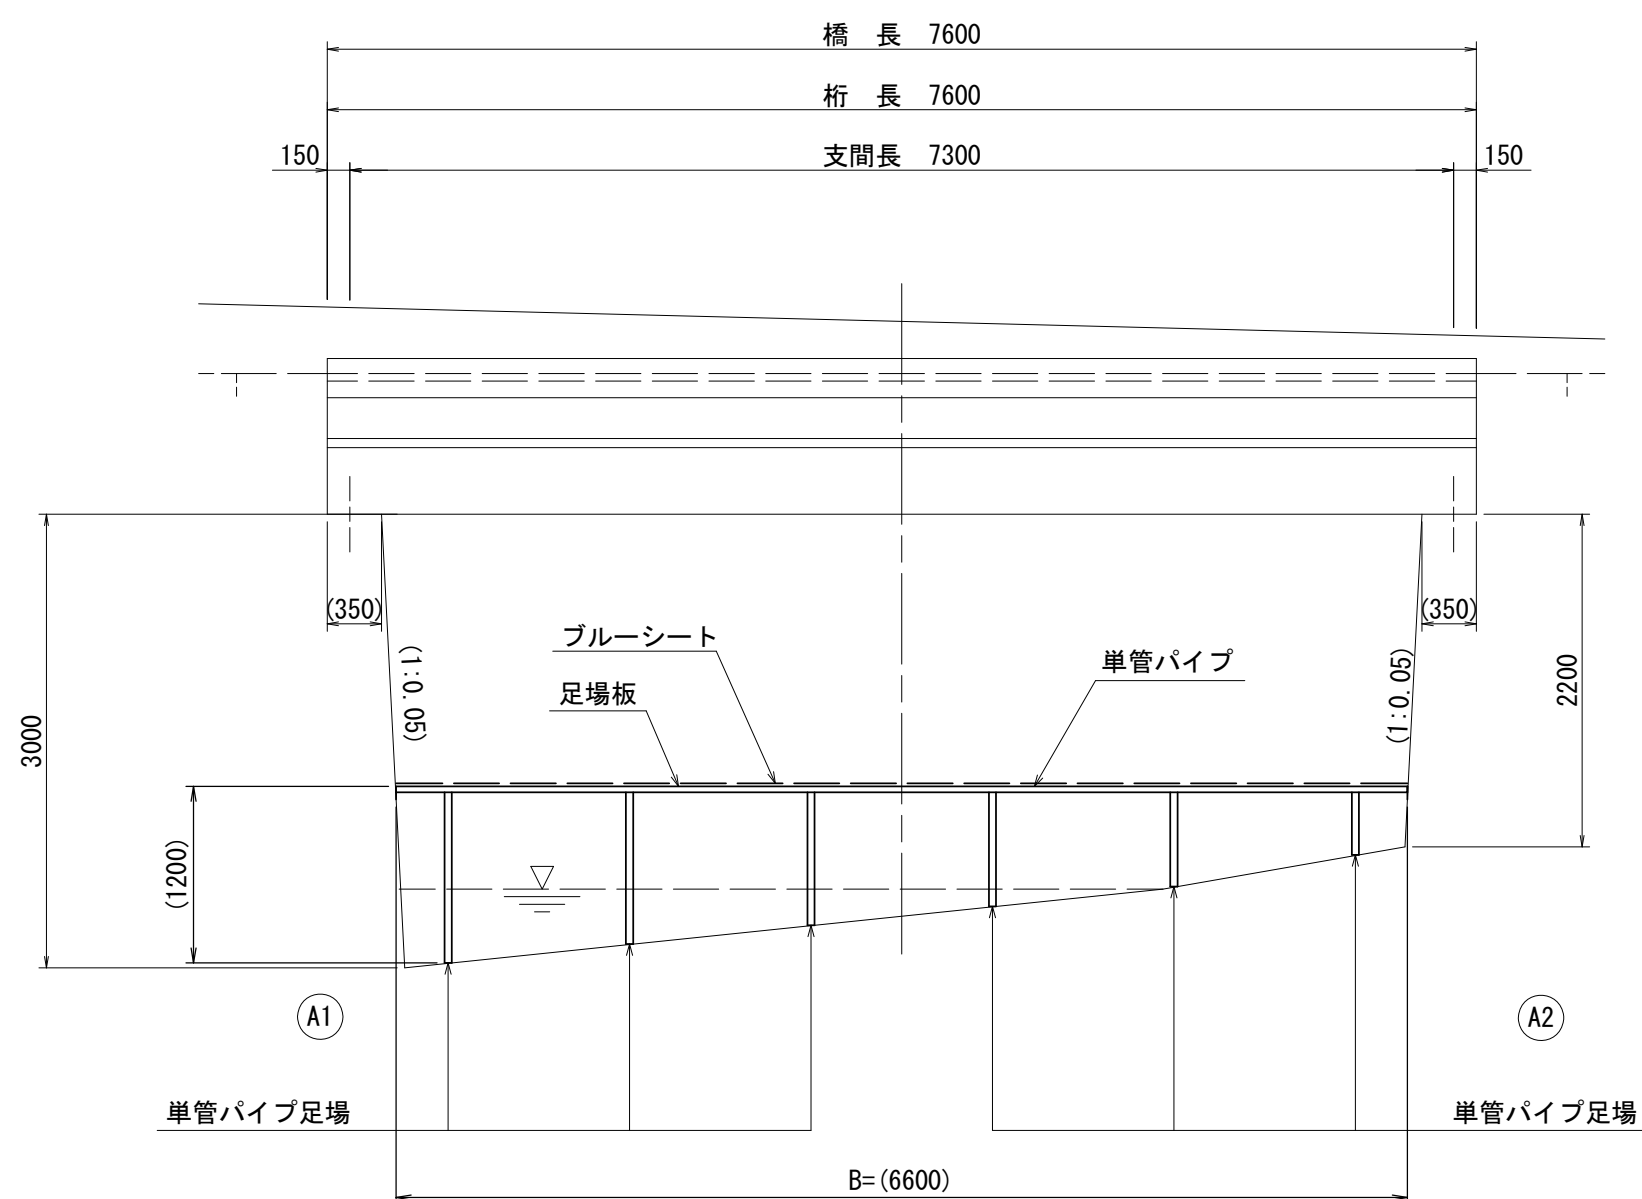 橋　長　7600
桁　長　7600
150
支間長　7300
150
(350)
(350)
ブルーシート
単管パイプ
足場板
(1:0.05)
(1:0.05)
2200
3000
(1200)
A1
A2
単管パイプ足場
単管パイプ足場
B=(6600)